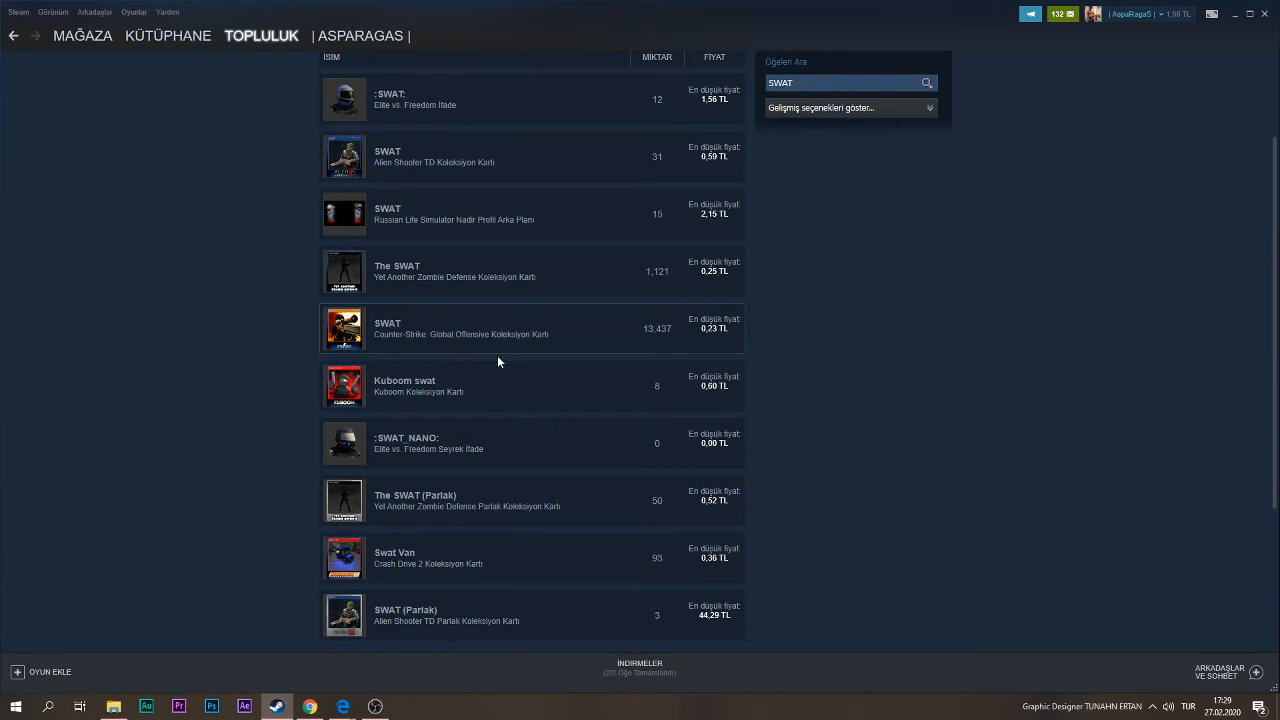 Steam Görünüm Arkadaşlar Oyunlar Yardım
132 | AspaRagaS | 1,08 TL
MAĞAZA KÜTÜPHANE TOPLULUK | ASPARAGAS |
İSİM MİKTAR FİYAT
Öğeleri Ara
SWAT
Gelişmiş seçenekleri göster...
:SWAT:
Elite vs. Freedom İfade
12
En düşük fiyat:
1,56 TL
SWAT
Alien Shooter TD Koleksiyon Kartı
31
En düşük fiyat:
0,59 TL
SWAT
Russian Life Simulator Nadir Profil Arka Planı
15
En düşük fiyat:
2,15 TL
The SWAT
Yet Another Zombie Defense Koleksiyon Kartı
1,121
En düşük fiyat:
0,25 TL
SWAT
Counter-Strike: Global Offensive Koleksiyon Kartı
13,437
En düşük fiyat:
0,23 TL
Kuboom swat
Kuboom Koleksiyon Kartı
8
En düşük fiyat:
0,60 TL
:SWAT_NANO:
Elite vs. Freedom Seyrek İfade
0
En düşük fiyat:
0,00 TL
The SWAT (Parlak)
Yet Another Zombie Defense Parlak Koleksiyon Kartı
50
En düşük fiyat:
0,52 TL
Swat Van
Crash Drive 2 Koleksiyon Kartı
93
En düşük fiyat:
0,36 TL
SWAT (Parlak)
Alien Shooter TD Parlak Koleksiyon Kartı
3
En düşük fiyat:
44,29 TL
OYUN EKLE
İNDİRMELER
(2/2 Öğe Tamamlandı)
ARKADAŞLAR
VE SOHBET
Au Pr Ps Ae
Graphic Designer TUNAHN ERTAN
TUR
17:29
27.02.2020
2